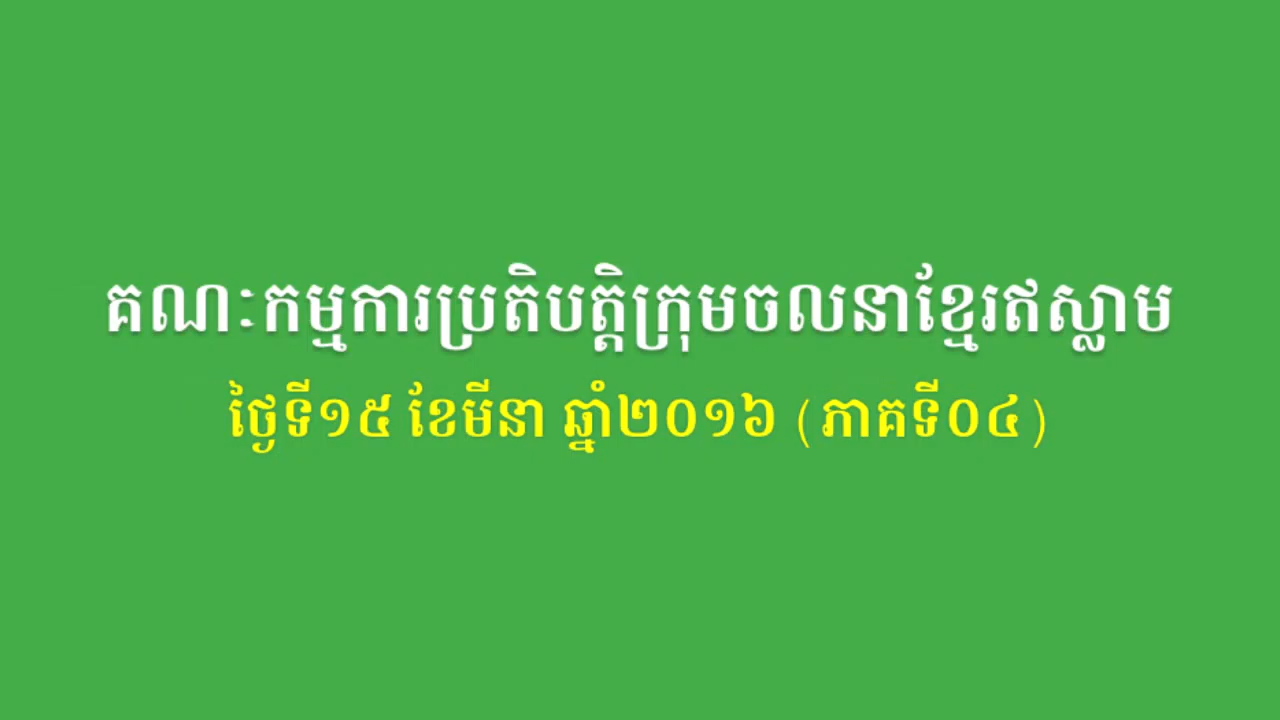 គណៈកម្មការប្រតិបត្តិក្រុមចលនាខ្មែរឥស្លាម
ថ្ងៃទី១៥ ខែមីនា ឆ្នាំ២០១៦ (ភាគទី០៤)